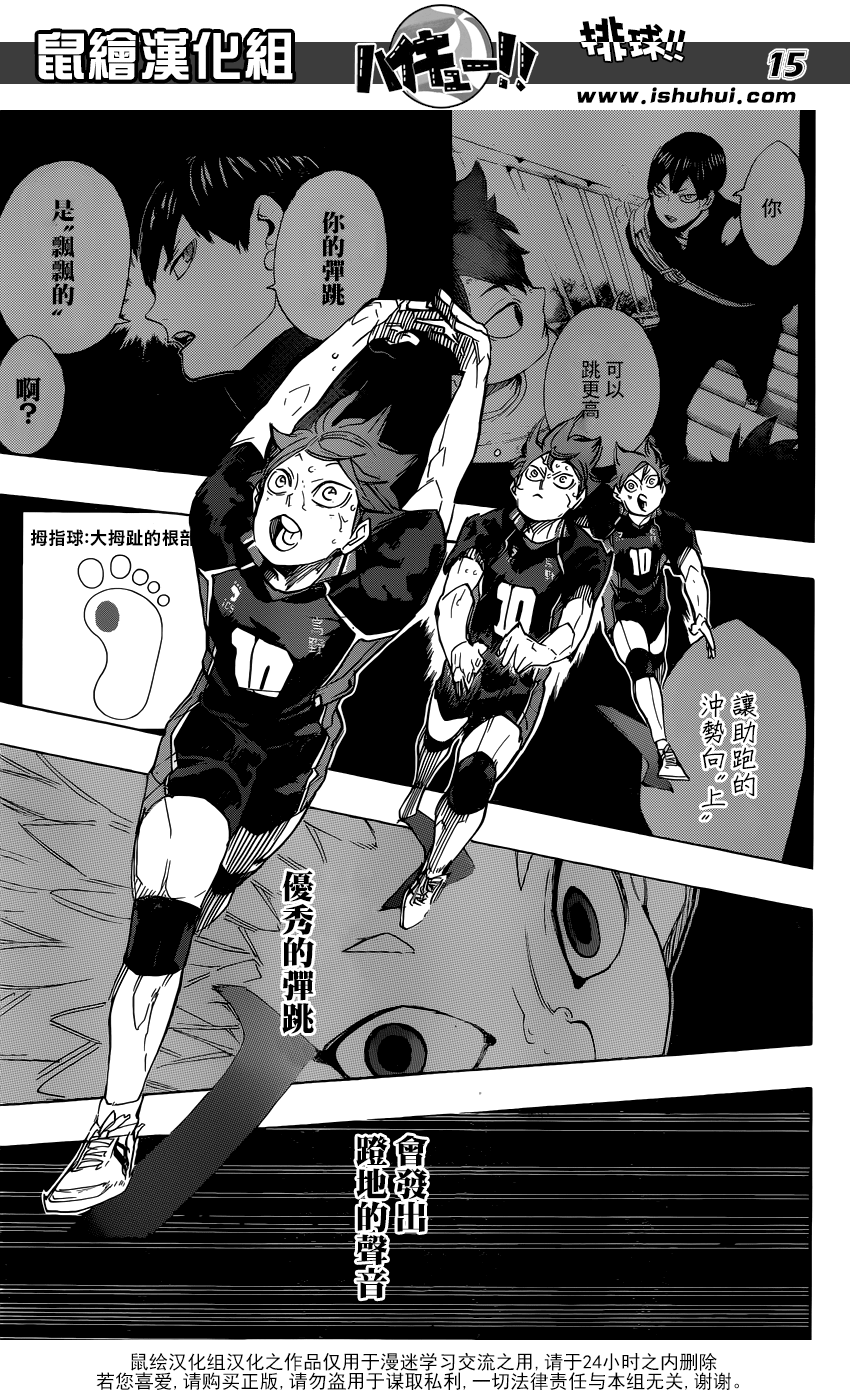 鼠繪漢化組
ハイキュー!!
排球!!
15
www.ishuhui.com
你
可以
跳更高
你的彈跳
是〝飄飄的〞
啊?
拇指球:大拇趾的根部
讓助跑的
沖勢向〝上〞
10
10
10
烏野
優秀的彈跳
會發出
蹬地的聲音
鼠绘汉化组汉化之作品仅用于漫迷学习交流之用,请于24小时之内删除
若您喜爱,请购买正版,请勿用于谋取私利,一切法律责任与本组无关,谢谢。